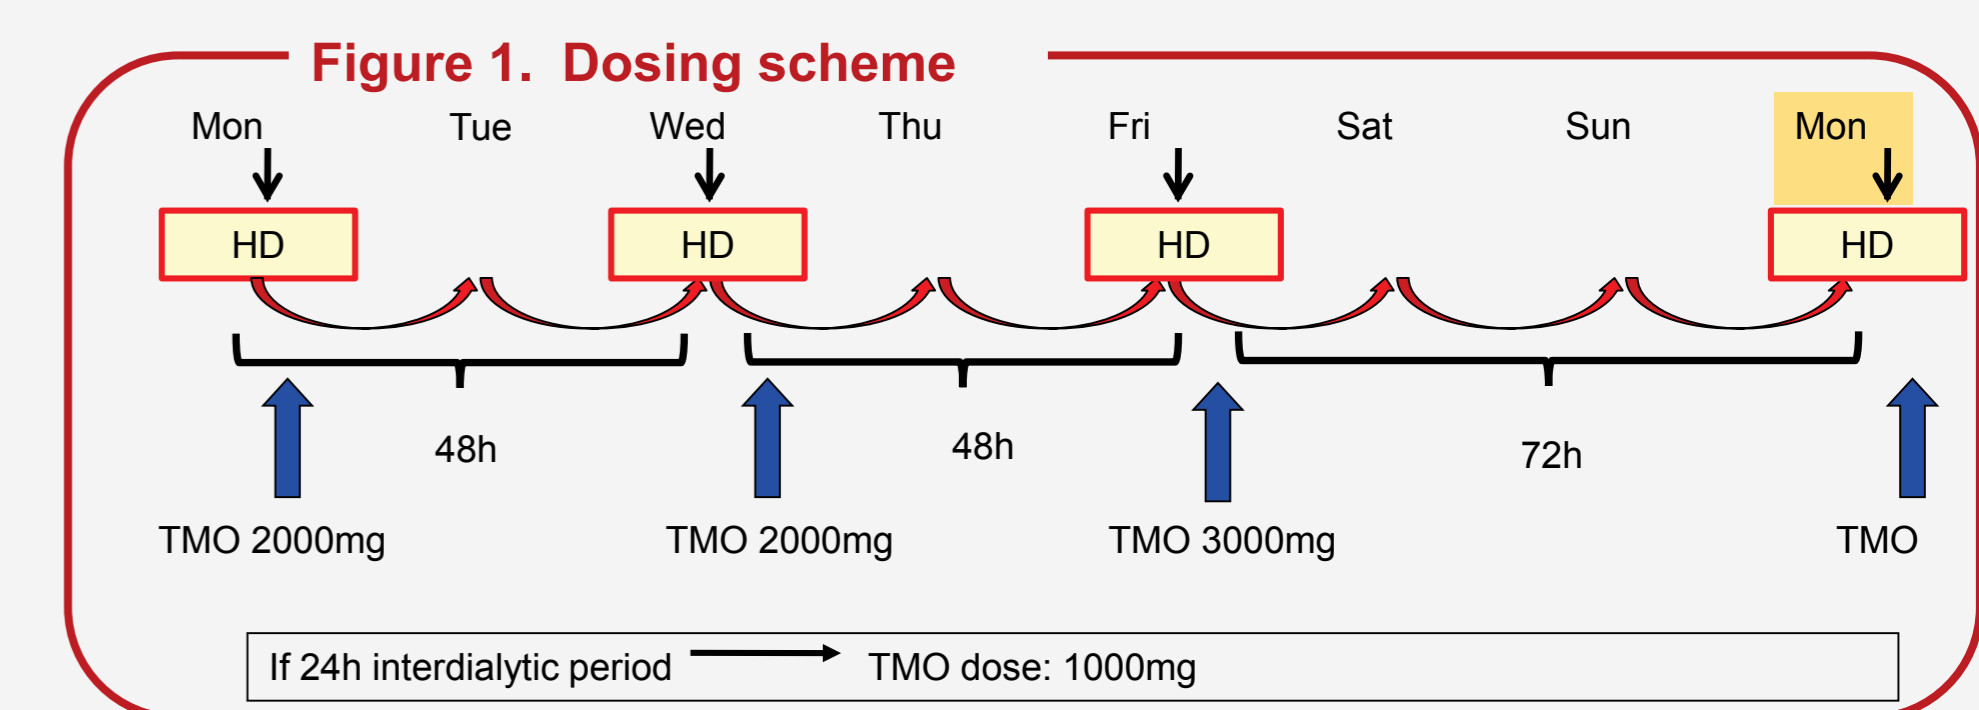 Figure 1. Dosing scheme
Mon Tue Wed Thu Fri Sat Sun Mon
HD HD HD HD
48h 48h 72h
TMO 2000mg TMO 2000mg TMO 3000mg TMO
If 24h interdialytic period TMO dose: 1000mg